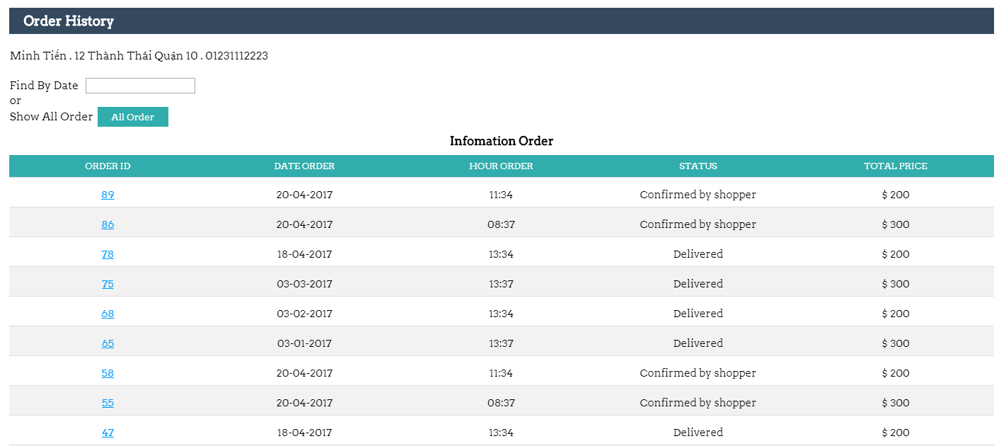 Order History
Minh Tiến . 12 Thành Thái Quận 10 . 01231112223
Find By Date
or
Show All Order All Order
Infomation Order
ORDER ID DATE ORDER HOUR ORDER STATUS TOTAL PRICE
89 20-04-2017 11:34 Confirmed by shopper $ 200
86 20-04-2017 08:37 Confirmed by shopper $ 300
78 18-04-2017 13:34 Delivered $ 200
75 03-03-2017 13:37 Delivered $ 300
68 03-02-2017 13:34 Delivered $ 200
65 03-01-2017 13:37 Delivered $ 300
58 20-04-2017 11:34 Confirmed by shopper $ 200
55 20-04-2017 08:37 Confirmed by shopper $ 300
47 18-04-2017 13:34 Delivered $ 200